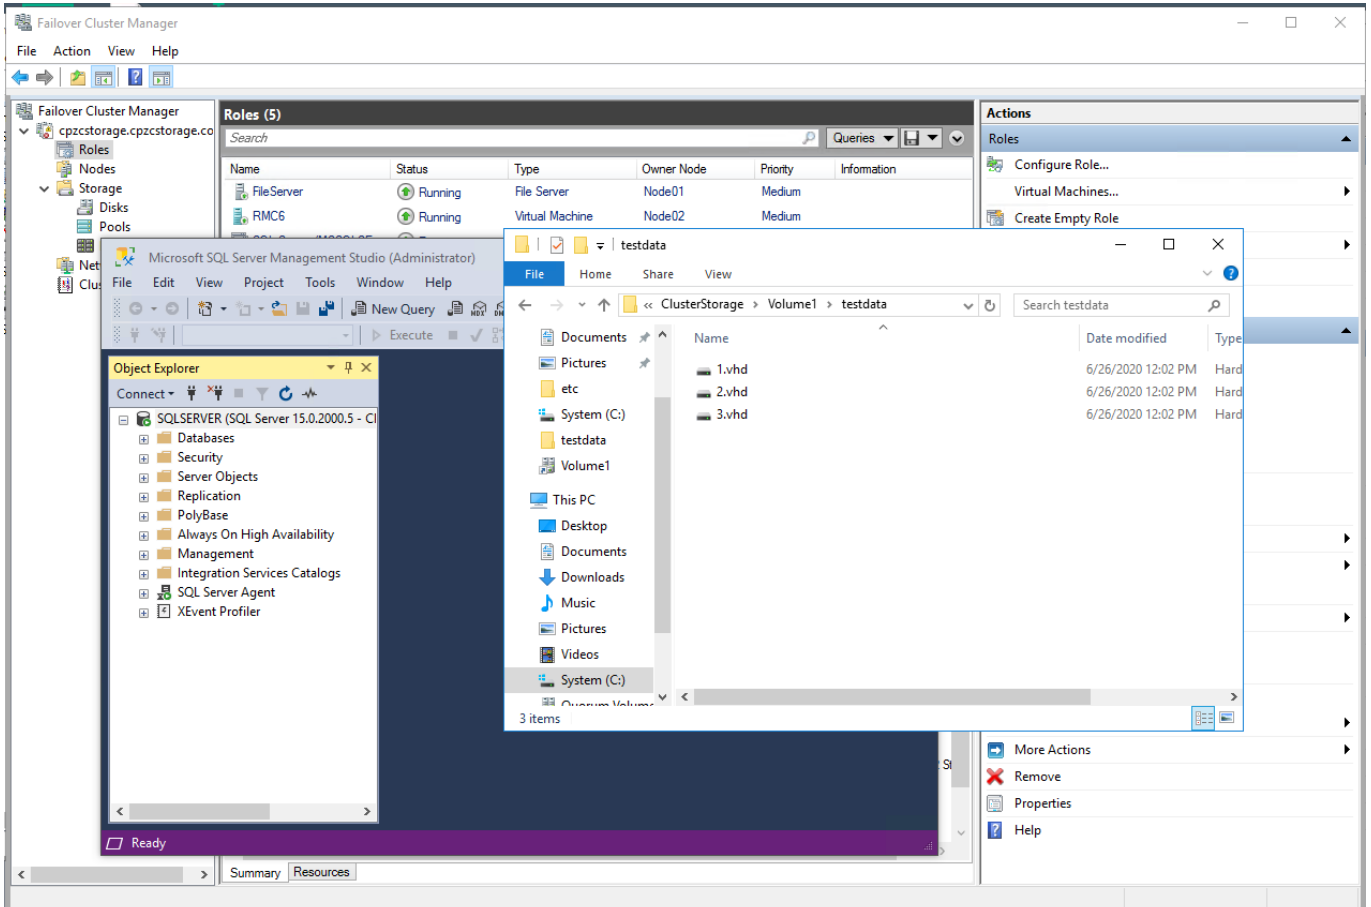 Failover Cluster Manager
File Action View Help
Failover Cluster Manager
cpzcstorage.cpzcstorage.co
Roles
Nodes
Storage
Disks
Pools
Roles (5)
Search
Queries
Name Status Type Owner Node Priority Information
FileServer Running File Server Node01 Medium
RMC6 Running Virtual Machine Node02 Medium
Actions
Roles
Configure Role...
Virtual Machines...
Create Empty Role
More Actions
Remove
Properties
Help
Microsoft SQL Server Management Studio (Administrator)
File Edit View Project Tools Window Help
New Query
Execute
Object Explorer
Connect
SQLSERVER (SQL Server 15.0.2000.5 - Cl
Databases
Security
Server Objects
Replication
PolyBase
Always On High Availability
Management
Integration Services Catalogs
SQL Server Agent
XEvent Profiler
Ready
testdata
File Home Share View
« ClusterStorage > Volume1 > testdata
Search testdata
Documents
Pictures
etc
System (C:)
testdata
Volume1
This PC
Desktop
Documents
Downloads
Music
Pictures
Videos
System (C:)
Name Date modified Type
1.vhd 6/26/2020 12:02 PM Hard
2.vhd 6/26/2020 12:02 PM Hard
3.vhd 6/26/2020 12:02 PM Hard
3 items
Summary Resources